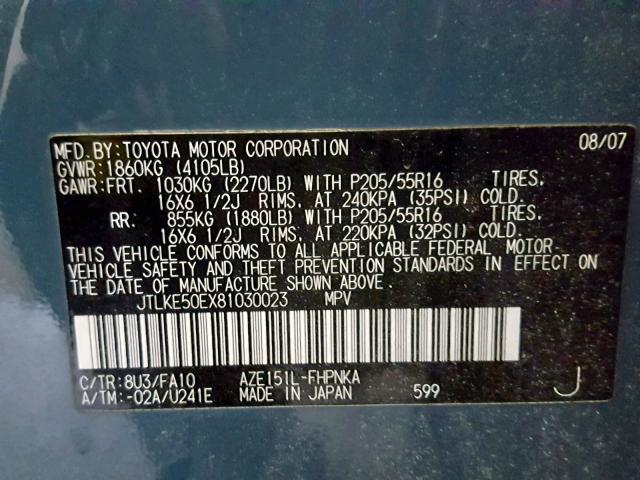 MFD. BY: TOYOTA MOTOR CORPORATION 08/07
GVWR: 1860KG (4105LB)
GAWR: FRT. 1030KG (2270LB) WITH P205/55R16 TIRES,
16X6 1/2J RIMS, AT 240KPA (35PSI) COLD.
RR. 855KG (1880LB) WITH P205/55R16 TIRES,
16X6 1/2J RIMS, AT 220KPA (32PSI) COLD.
THIS VEHICLE CONFORMS TO ALL APPLICABLE FEDERAL MOTOR
VEHICLE SAFETY AND THEFT PREVENTION STANDARDS IN EFFECT ON
THE DATE OF MANUFACTURE SHOWN ABOVE.
JTLKE50EX81030023 MPV
C/TR: 8U3/FA10 AZE151L-FHPNKA
A/TM: -02A/U241E MADE IN JAPAN 599 J